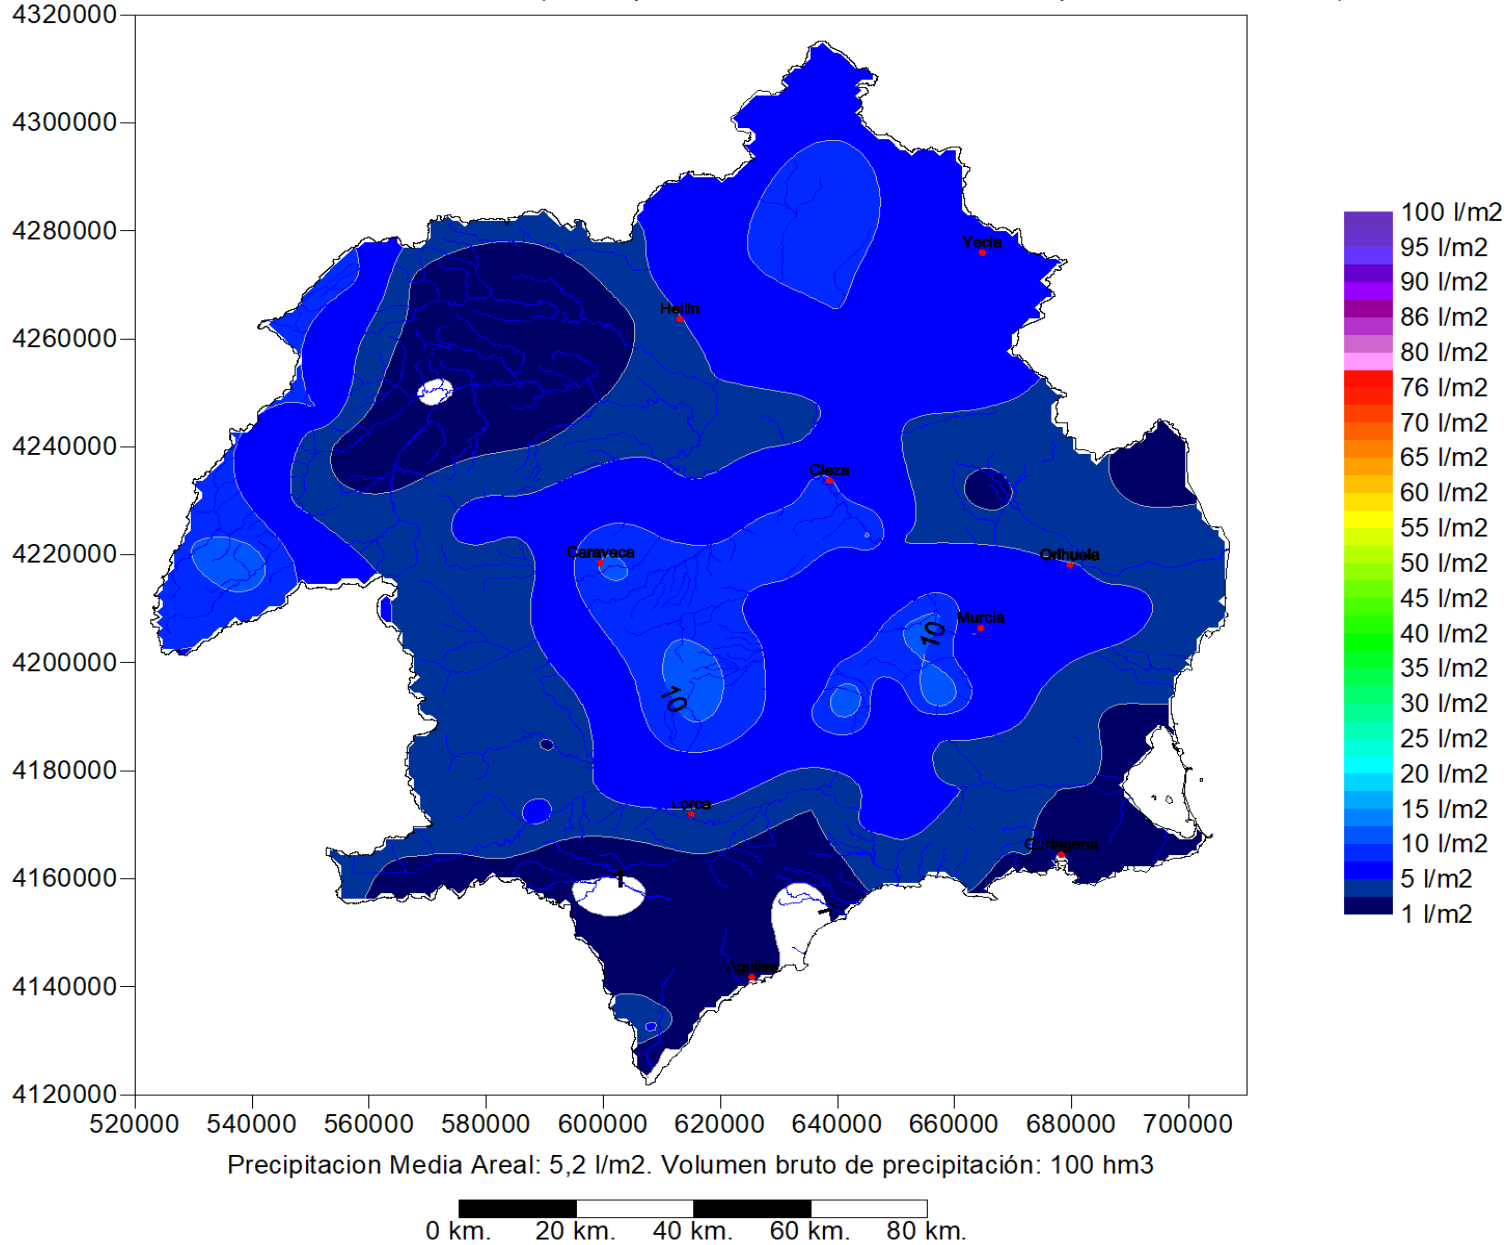 4320000
4300000
4280000
4260000
4240000
4220000
4200000
4180000
4160000
4140000
4120000
520000 540000 560000 580000 600000 620000 640000 660000 680000 700000
Yecla
Hellin
Cieza
Caravaca
Orihuela
Murcia
10
10
Lorca
Cartagena
1
Aguilas
100 l/m2
95 l/m2
90 l/m2
86 l/m2
80 l/m2
76 l/m2
70 l/m2
65 l/m2
60 l/m2
55 l/m2
50 l/m2
45 l/m2
40 l/m2
35 l/m2
30 l/m2
25 l/m2
20 l/m2
15 l/m2
10 l/m2
5 l/m2
1 l/m2
Precipitacion Media Areal: 5,2 l/m2. Volumen bruto de precipitación: 100 hm3
0 km. 20 km. 40 km. 60 km. 80 km.